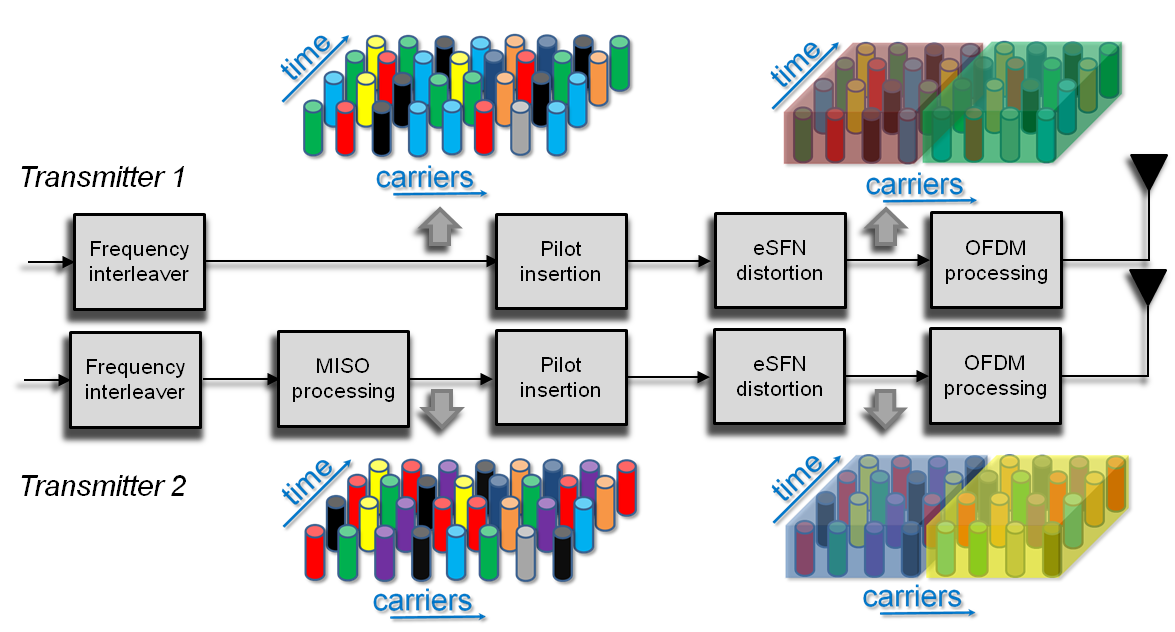 time
time
carriers
carriers
Transmitter 1
Frequency
interleaver
Pilot
insertion
eSFN
distortion
OFDM
processing
Frequency
interleaver
MISO
processing
Pilot
insertion
eSFN
distortion
OFDM
processing
Transmitter 2
time
time
carriers
carriers